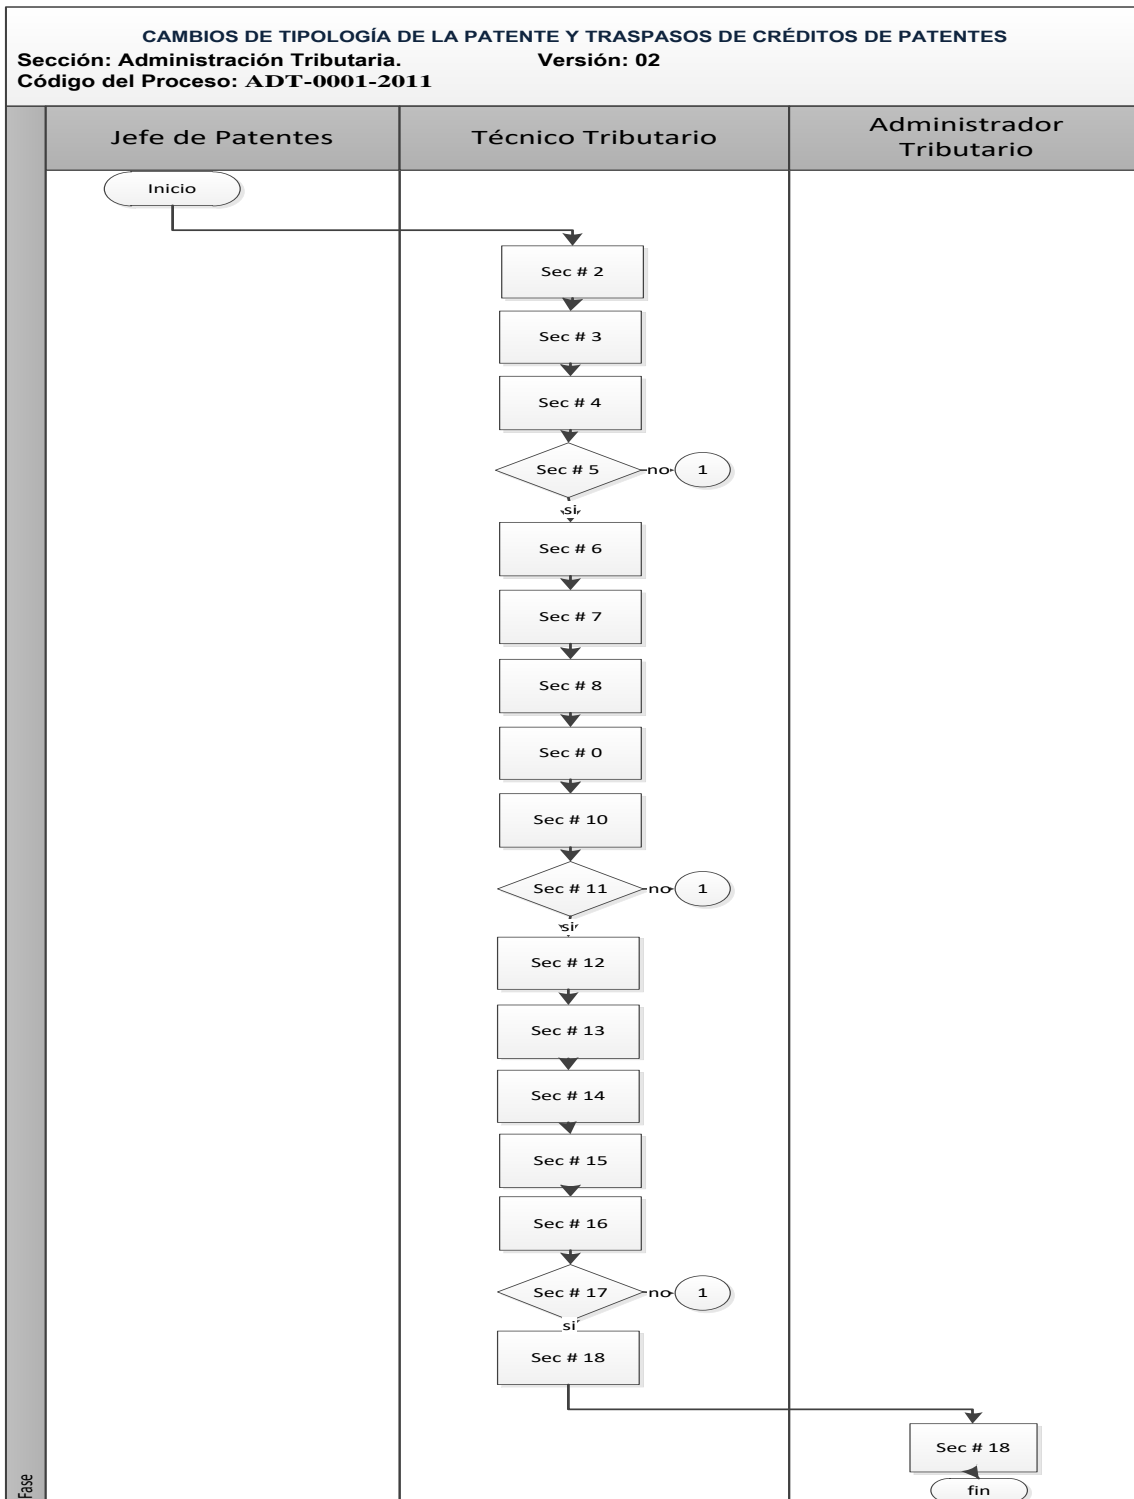 CAMBIOS DE TIPOLOGÍA DE LA PATENTE Y TRASPASOS DE CRÉDITOS DE PATENTES
Sección: Administración Tributaria. Versión: 02
Código del Proceso: ADT-0001-2011
Jefe de Patentes
Técnico Tributario
Administrador
Tributario
Inicio
Sec # 2
Sec # 3
Sec # 4
Sec # 5 no 1
si
Sec # 6
Sec # 7
Sec # 8
Sec # 0
Sec # 10
Sec # 11 no 1
si
Sec # 12
Sec # 13
Sec # 14
Sec # 15
Sec # 16
Sec # 17 no 1
si
Sec # 18
Sec # 18
fin
Fase